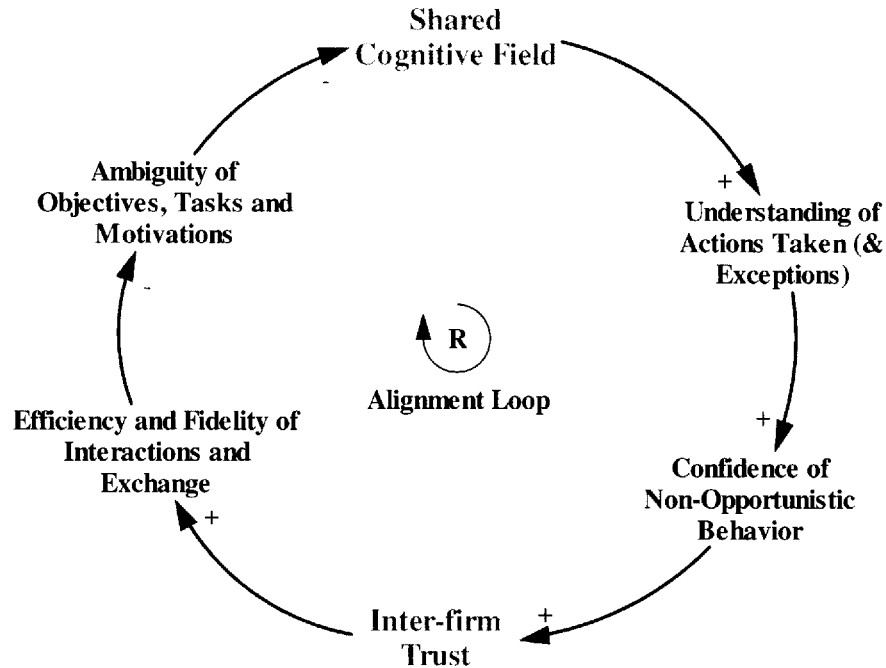 Shared
Cognitive Field
-
+
Ambiguity of
Objectives, Tasks and
Motivations
Understanding of
Actions Taken (&
Exceptions)
-
R
Alignment Loop
+
Efficiency and Fidelity of
Interactions and
Exchange
Confidence of
Non-Opportunistic
Behavior
+
+
Inter-firm
Trust